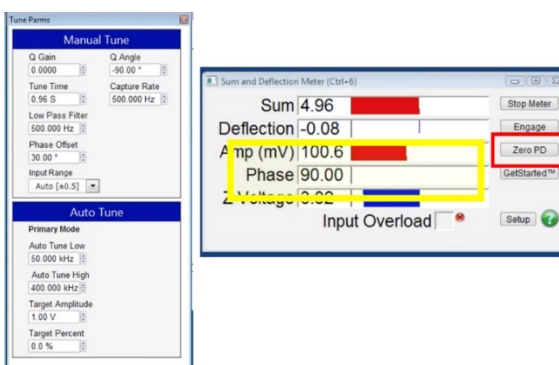 Tune Parms
Manual Tune
Q Gain Q Angle
0.0000 -90.00 °
Tune Time Capture Rate
0.96 S 500.000 Hz
Low Pass Filter
500.000 Hz
Phase Offset
30.00 °
Input Range
Auto [±0.5]
Auto Tune
Primary Mode
Auto Tune Low
50.000 kHz
Auto Tune High
400.000 kHz
Target Amplitude
1.00 V
Target Percent
0.0 %
Sum and Deflection Meter (Ctrl+6)
Sum 4.96 Stop Meter
Deflection -0.08 Engage
Amp (mV) 100.6 Zero PD
Phase 90.00 GetStarted™
Z Voltage
Input Overload Setup ?